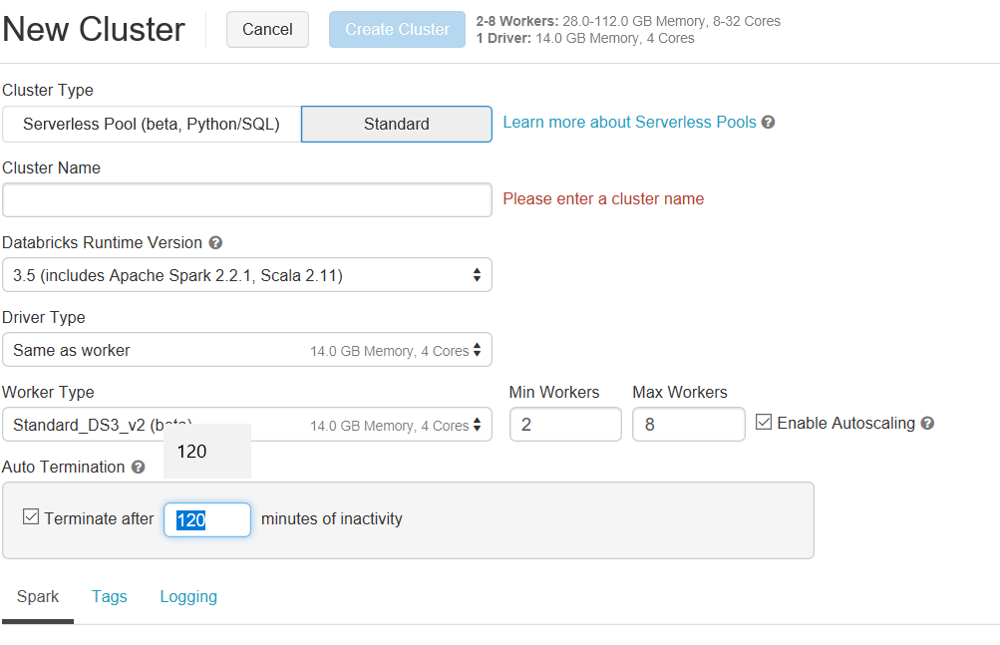 New Cluster Cancel Create Cluster 2-8 Workers: 28.0-112.0 GB Memory, 8-32 Cores
1 Driver: 14.0 GB Memory, 4 Cores
Cluster Type
Serverless Pool (beta, Python/SQL) Standard Learn more about Serverless Pools ?
Cluster Name
Please enter a cluster name
Databricks Runtime Version ?
3.5 (includes Apache Spark 2.2.1, Scala 2.11)
Driver Type
Same as worker 14.0 GB Memory, 4 Cores
Worker Type Min Workers Max Workers
Standard_DS3_v2 (beta) 14.0 GB Memory, 4 Cores 2 8 Enable Autoscaling ?
120
Auto Termination ?
Terminate after 120 minutes of inactivity
Spark Tags Logging